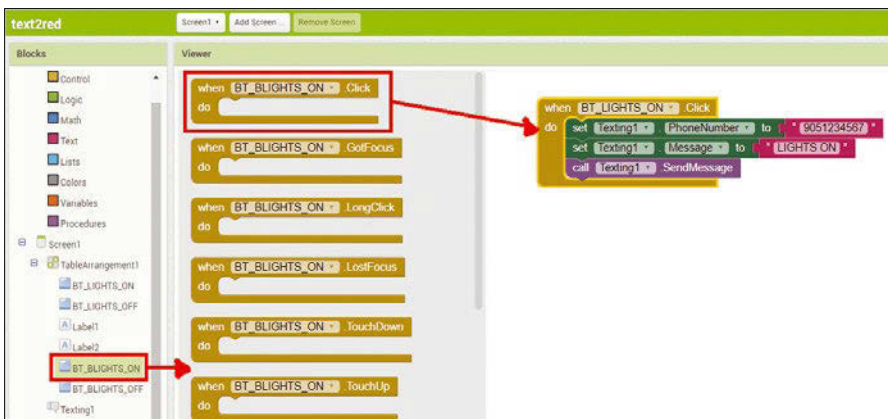 text2red
Screen1 Add Screen ... Remove Screen
Blocks
Viewer
Control
Logic
Math
Text
Lists
Colors
Variables
Procedures
Screen1
TableArrangement1
BT_LIGHTS_ON
BT_LIGHTS_OFF
Label1
Label2
BT_BLIGHTS_ON
BT_BLIGHTS_OFF
Texting1
when BT_BLIGHTS_ON .Click
do
when BT_BLIGHTS_ON .GotFocus
do
when BT_BLIGHTS_ON .LongClick
do
when BT_BLIGHTS_ON .LostFocus
do
when BT_BLIGHTS_ON .TouchDown
do
when BT_BLIGHTS_ON .TouchUp
do
when BT_LIGHTS_ON .Click
do set Texting1 . PhoneNumber to " 9051234567 "
set Texting1 . Message to " LIGHTS ON "
call Texting1 .SendMessage